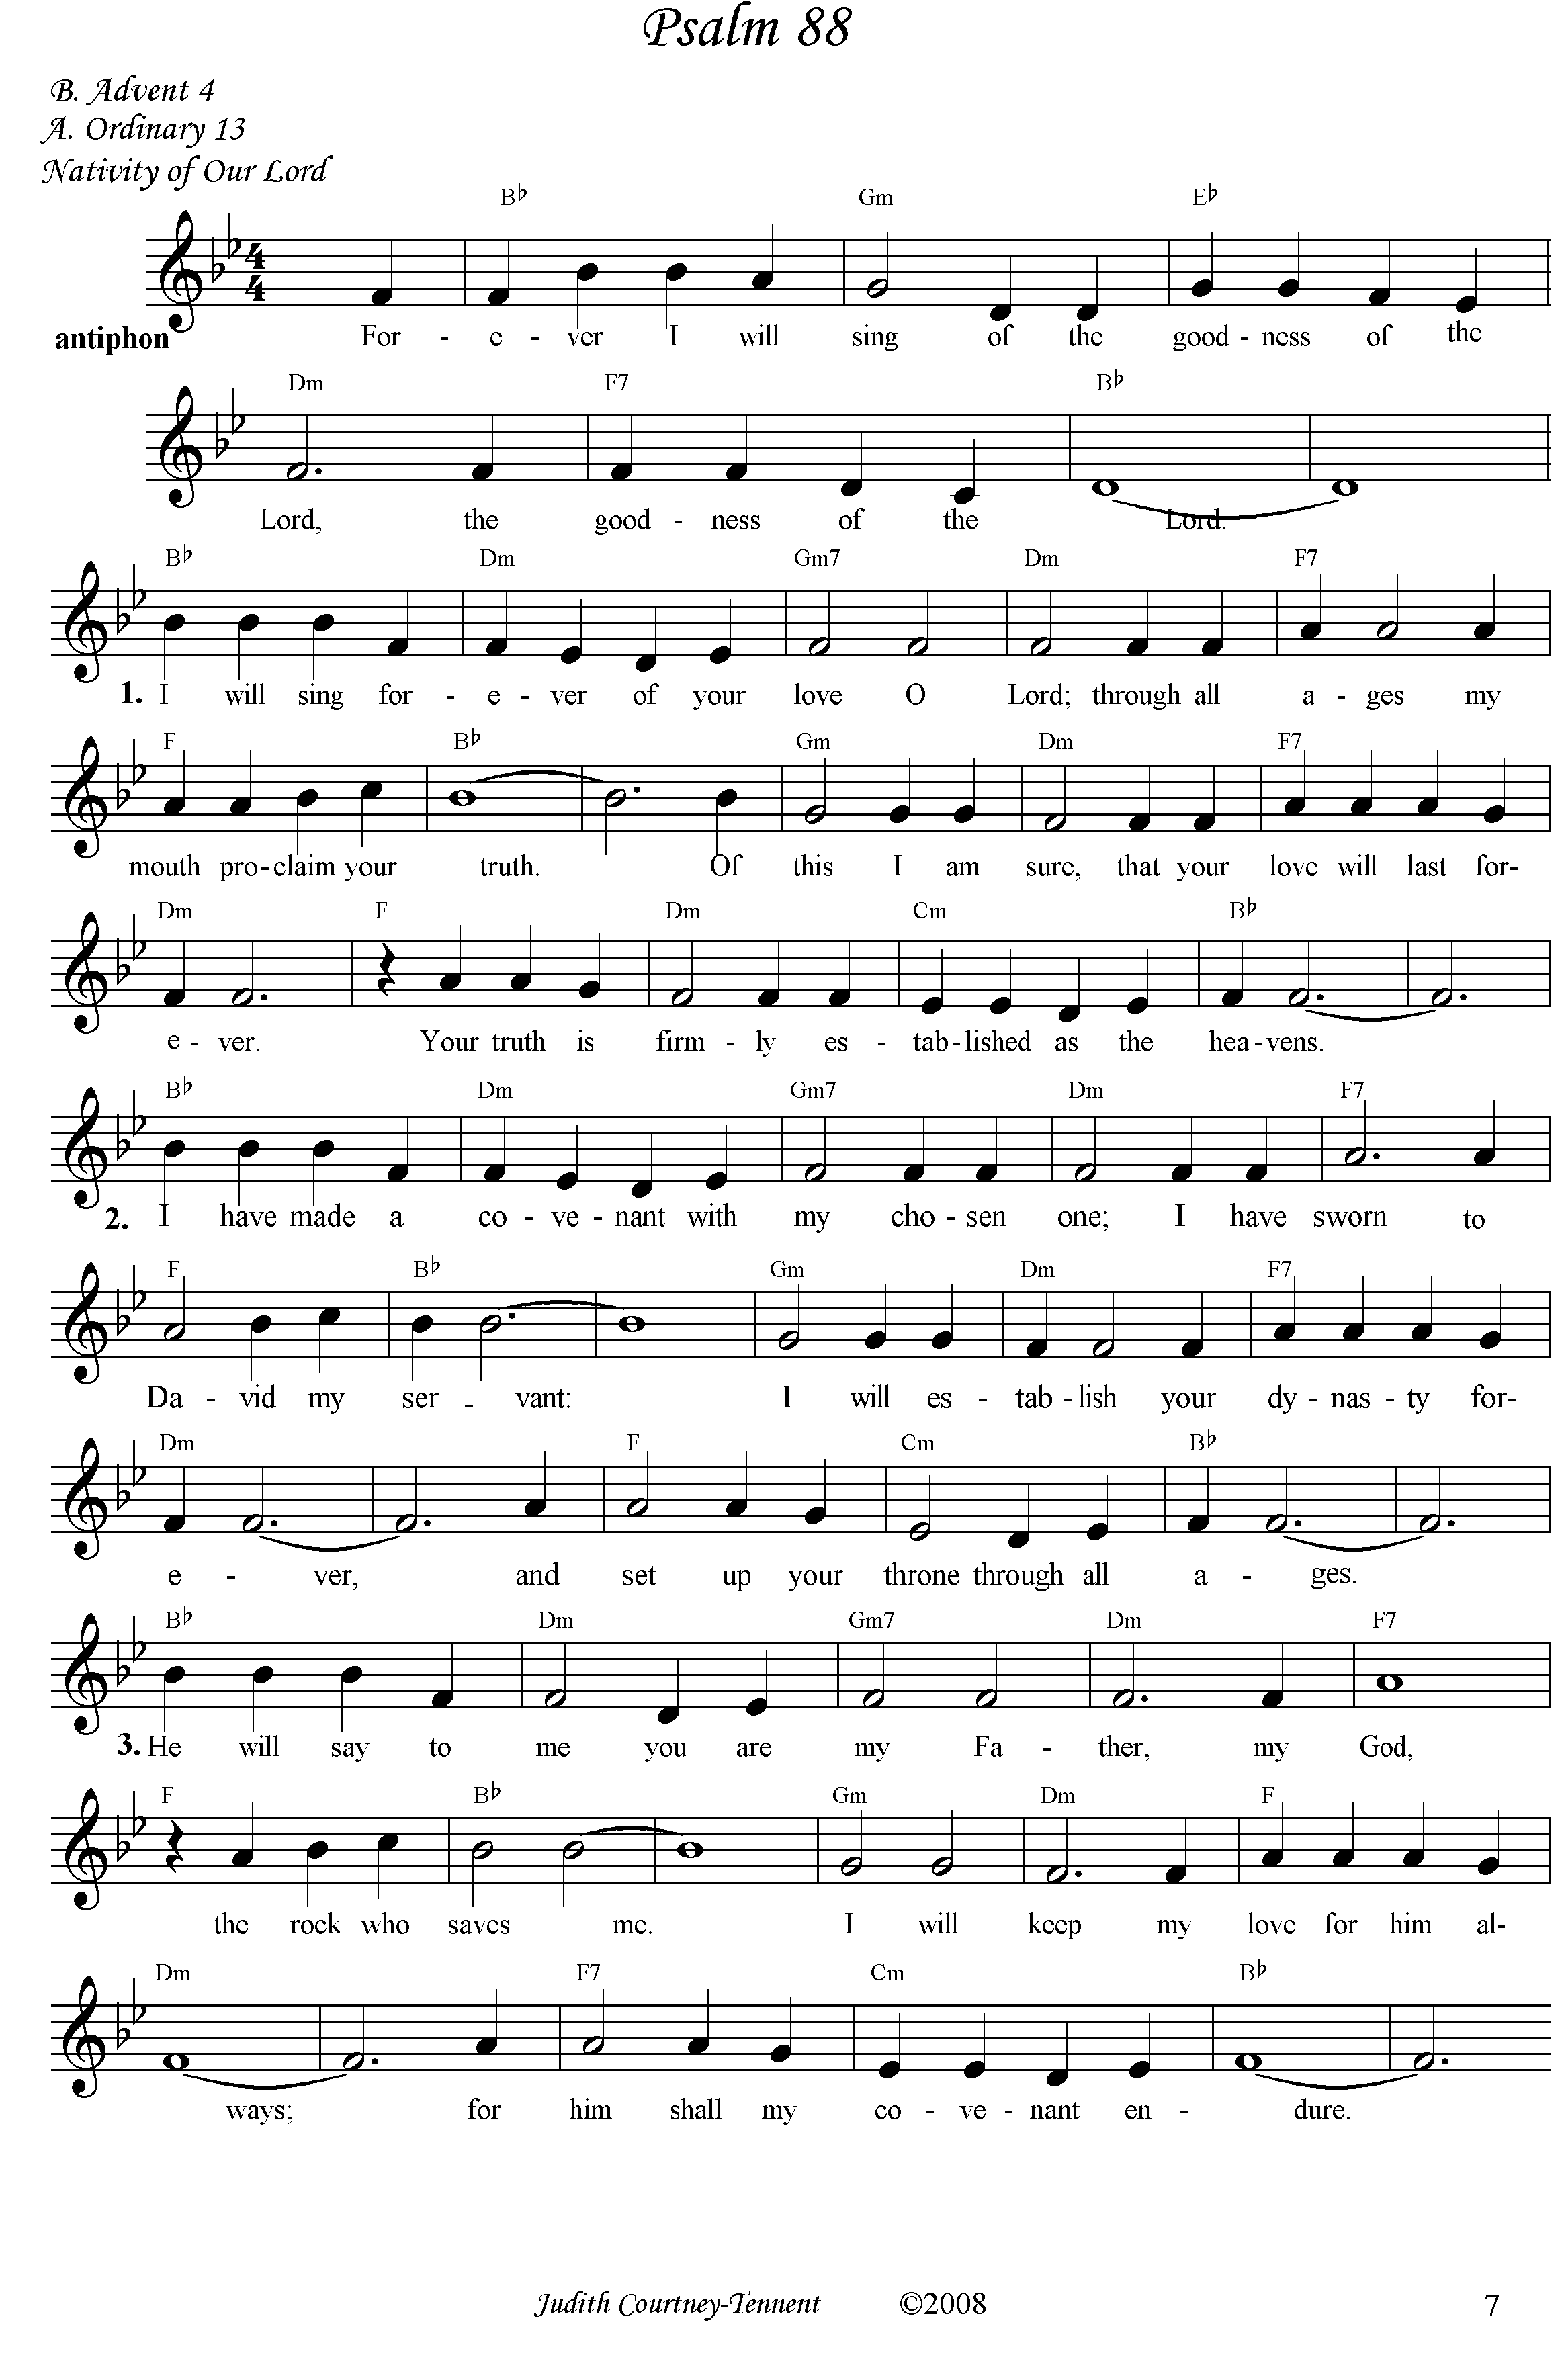 Psalm 88
B. Advent 4
A. Ordinary 13
Nativity of Our Lord
B♭ Gm E♭
4
4
antiphon For - e - ver I will sing of the good - ness of the
Dm F7 B♭
Lord, the good - ness of the Lord.
B♭ Dm Gm7 Dm F7
1. I will sing for - e - ver of your love O Lord; through all a - ges my
F B♭ Gm Dm F7
mouth pro - claim your truth. Of this I am sure, that your love will last for-
Dm F Dm Cm B♭
e - ver. Your truth is firm - ly es - tab - lished as the hea - vens.
B♭ Dm Gm7 Dm F7
2. I have made a co - ve - nant with my cho - sen one; I have sworn to
F B♭ Gm Dm F7
Da - vid my ser - vant: I will es - tab - lish your dy - nas - ty for-
Dm F Cm B♭
e - ver, and set up your throne through all a - ges.
B♭ Dm Gm7 Dm F7
3. He will say to me you are my Fa - ther, my God,
F B♭ Gm Dm F
the rock who saves me. I will keep my love for him al-
Dm F7 Cm B♭
ways; for him shall my co - ve - nant en - dure.
Judith Courtney-Tennent ©2008 7